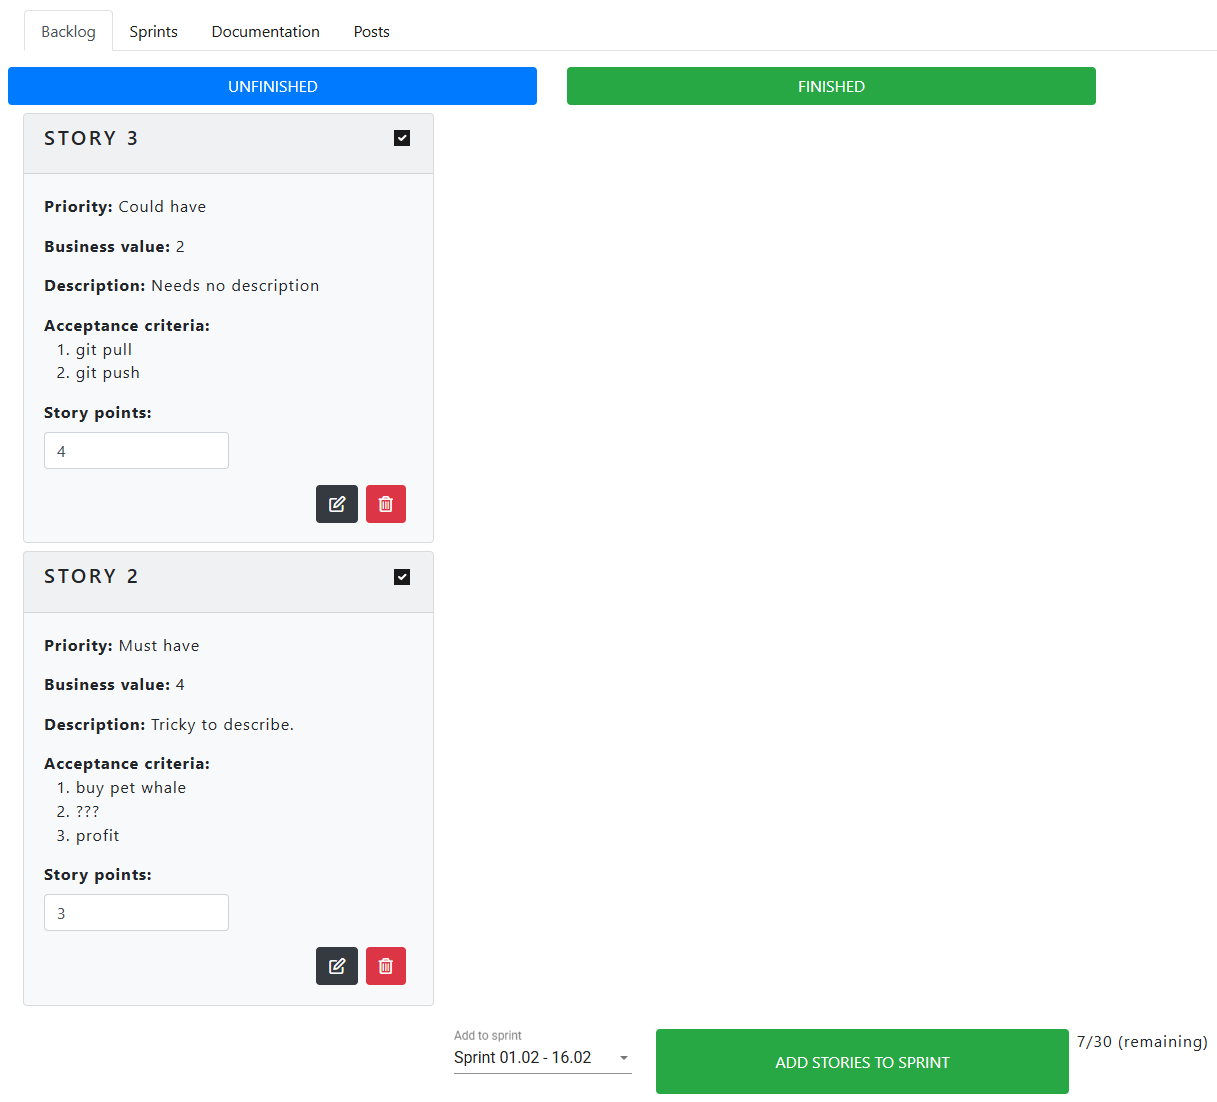 Backlog Sprints Documentation Posts
UNFINISHED
FINISHED
STORY 3
Priority: Could have
Business value: 2
Description: Needs no description
Acceptance criteria:
1. git pull
2. git push
Story points:
4
STORY 2
Priority: Must have
Business value: 4
Description: Tricky to describe.
Acceptance criteria:
1. buy pet whale
2. ???
3. profit
Story points:
3
Add to sprint
Sprint 01.02 - 16.02
ADD STORIES TO SPRINT
7/30 (remaining)